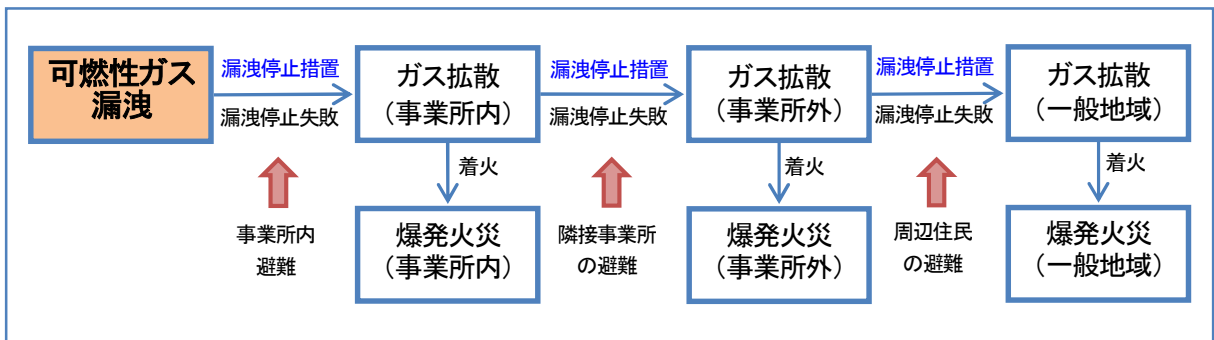 可燃性ガス
漏洩
漏洩停止措置
漏洩停止失敗
事業所内
避難
ガス拡散
（事業所内）
着火
爆発火災
（事業所内）
漏洩停止措置
漏洩停止失敗
隣接事業所
の避難
ガス拡散
（事業所外）
着火
爆発火災
（事業所外）
漏洩停止措置
漏洩停止失敗
周辺住民
の避難
ガス拡散
（一般地域）
着火
爆発火災
（一般地域）